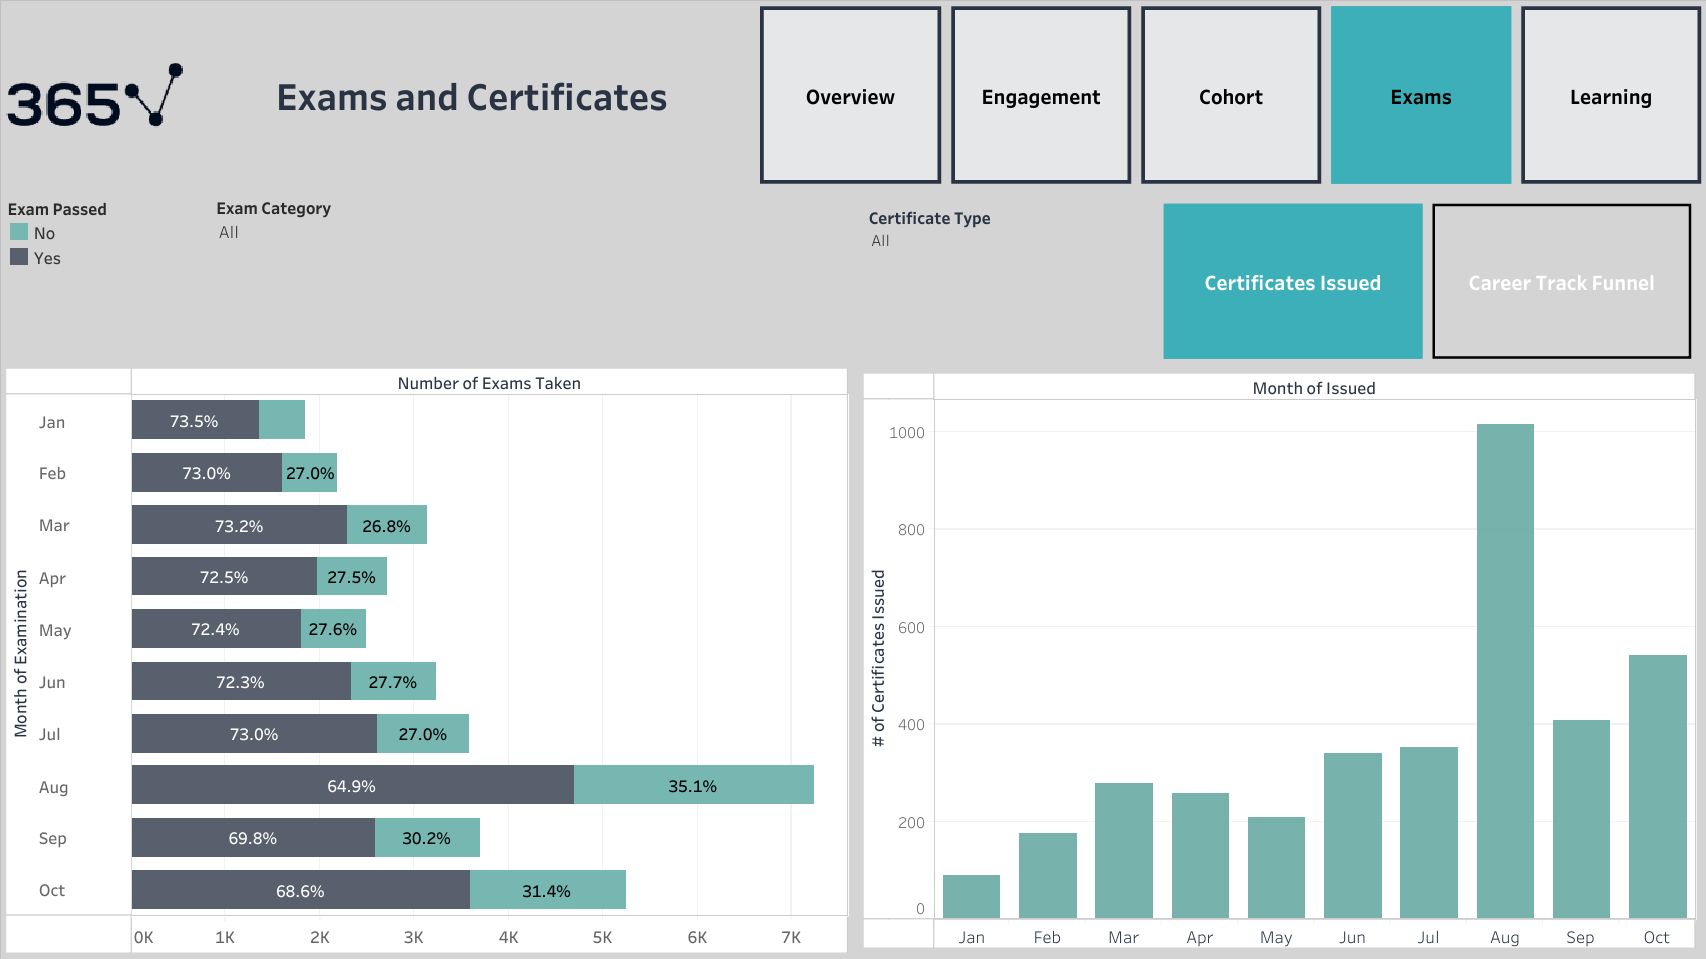 365
Exams and Certificates
Overview
Engagement
Cohort
Exams
Learning
Exam Passed
No
Yes
Exam Category
All
Certificate Type
All
Certificates Issued
Career Track Funnel
Number of Exams Taken
Month of Examination
Jan
73.5%
Feb
73.0%
27.0%
Mar
73.2%
26.8%
Apr
72.5%
27.5%
May
72.4%
27.6%
Jun
72.3%
27.7%
Jul
73.0%
27.0%
Aug
64.9%
35.1%
Sep
69.8%
30.2%
Oct
68.6%
31.4%
0K
1K
2K
3K
4K
5K
6K
7K
Month of Issued
# of Certificates Issued
1000
800
600
400
200
0
Jan
Feb
Mar
Apr
May
Jun
Jul
Aug
Sep
Oct